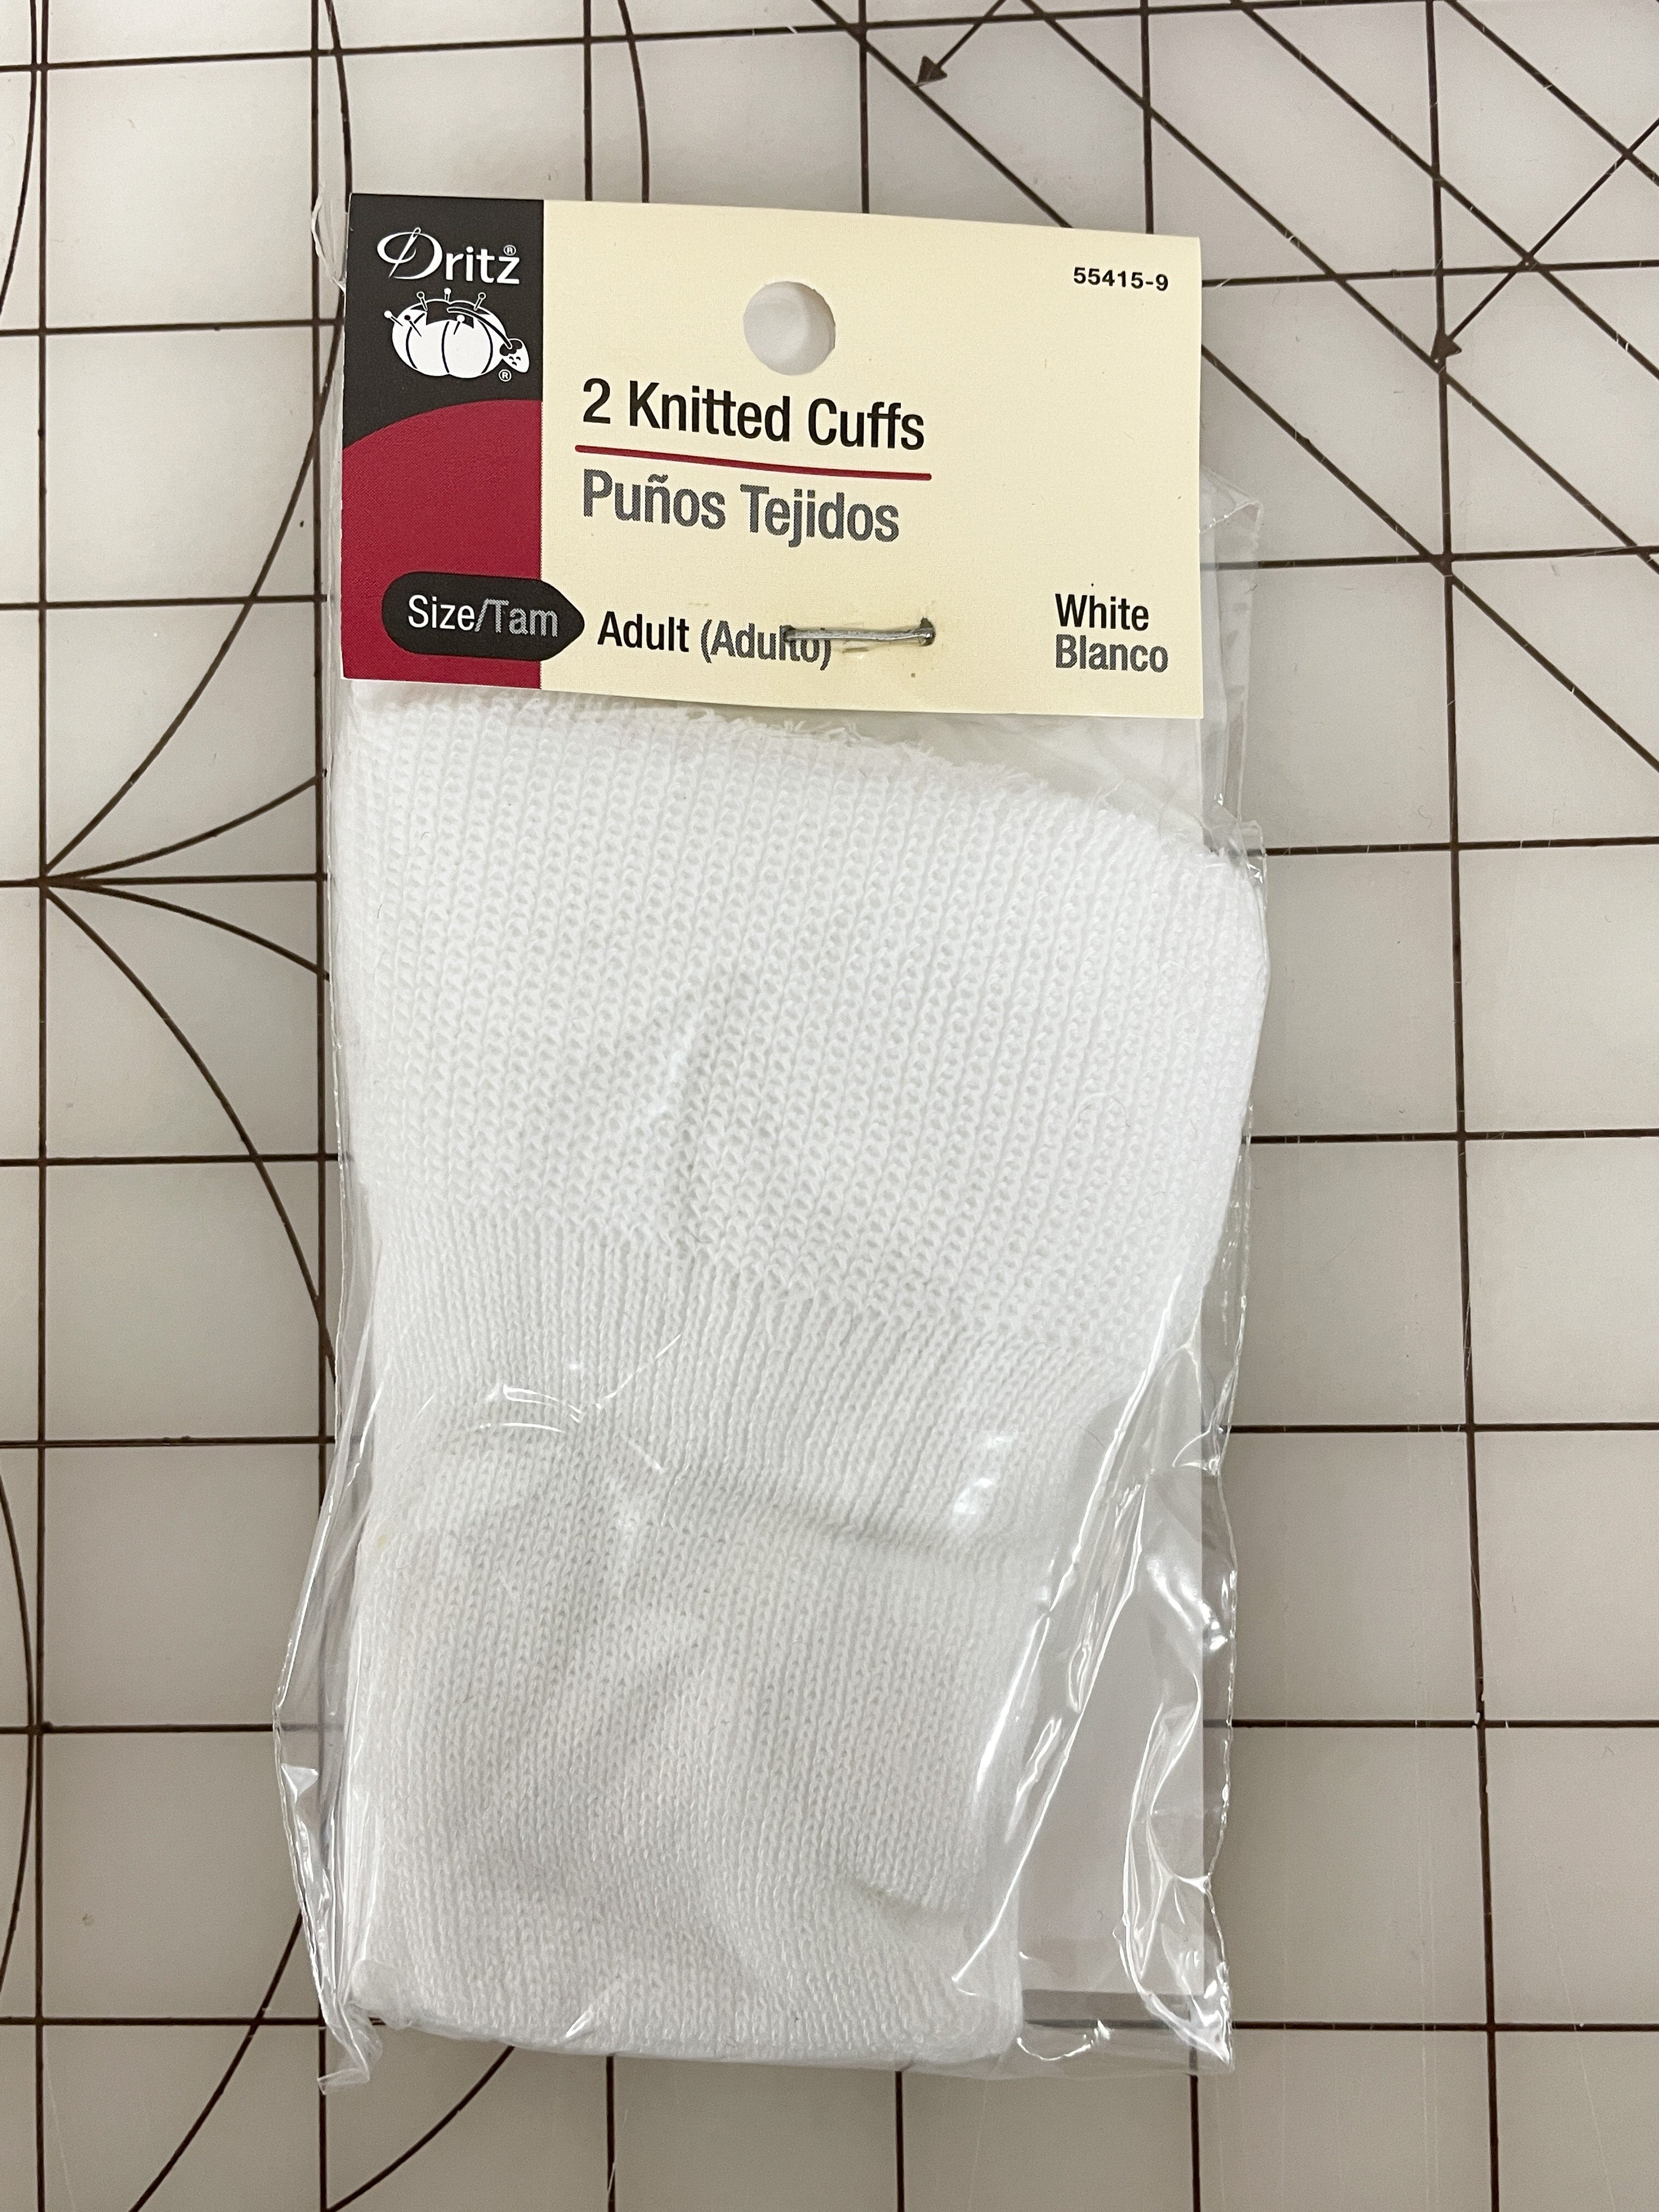 Dritz®
®
55415-9
2 Knitted Cuffs
Puños Tejidos
Size/Tam
Adult (Adulto)
White
Blanco